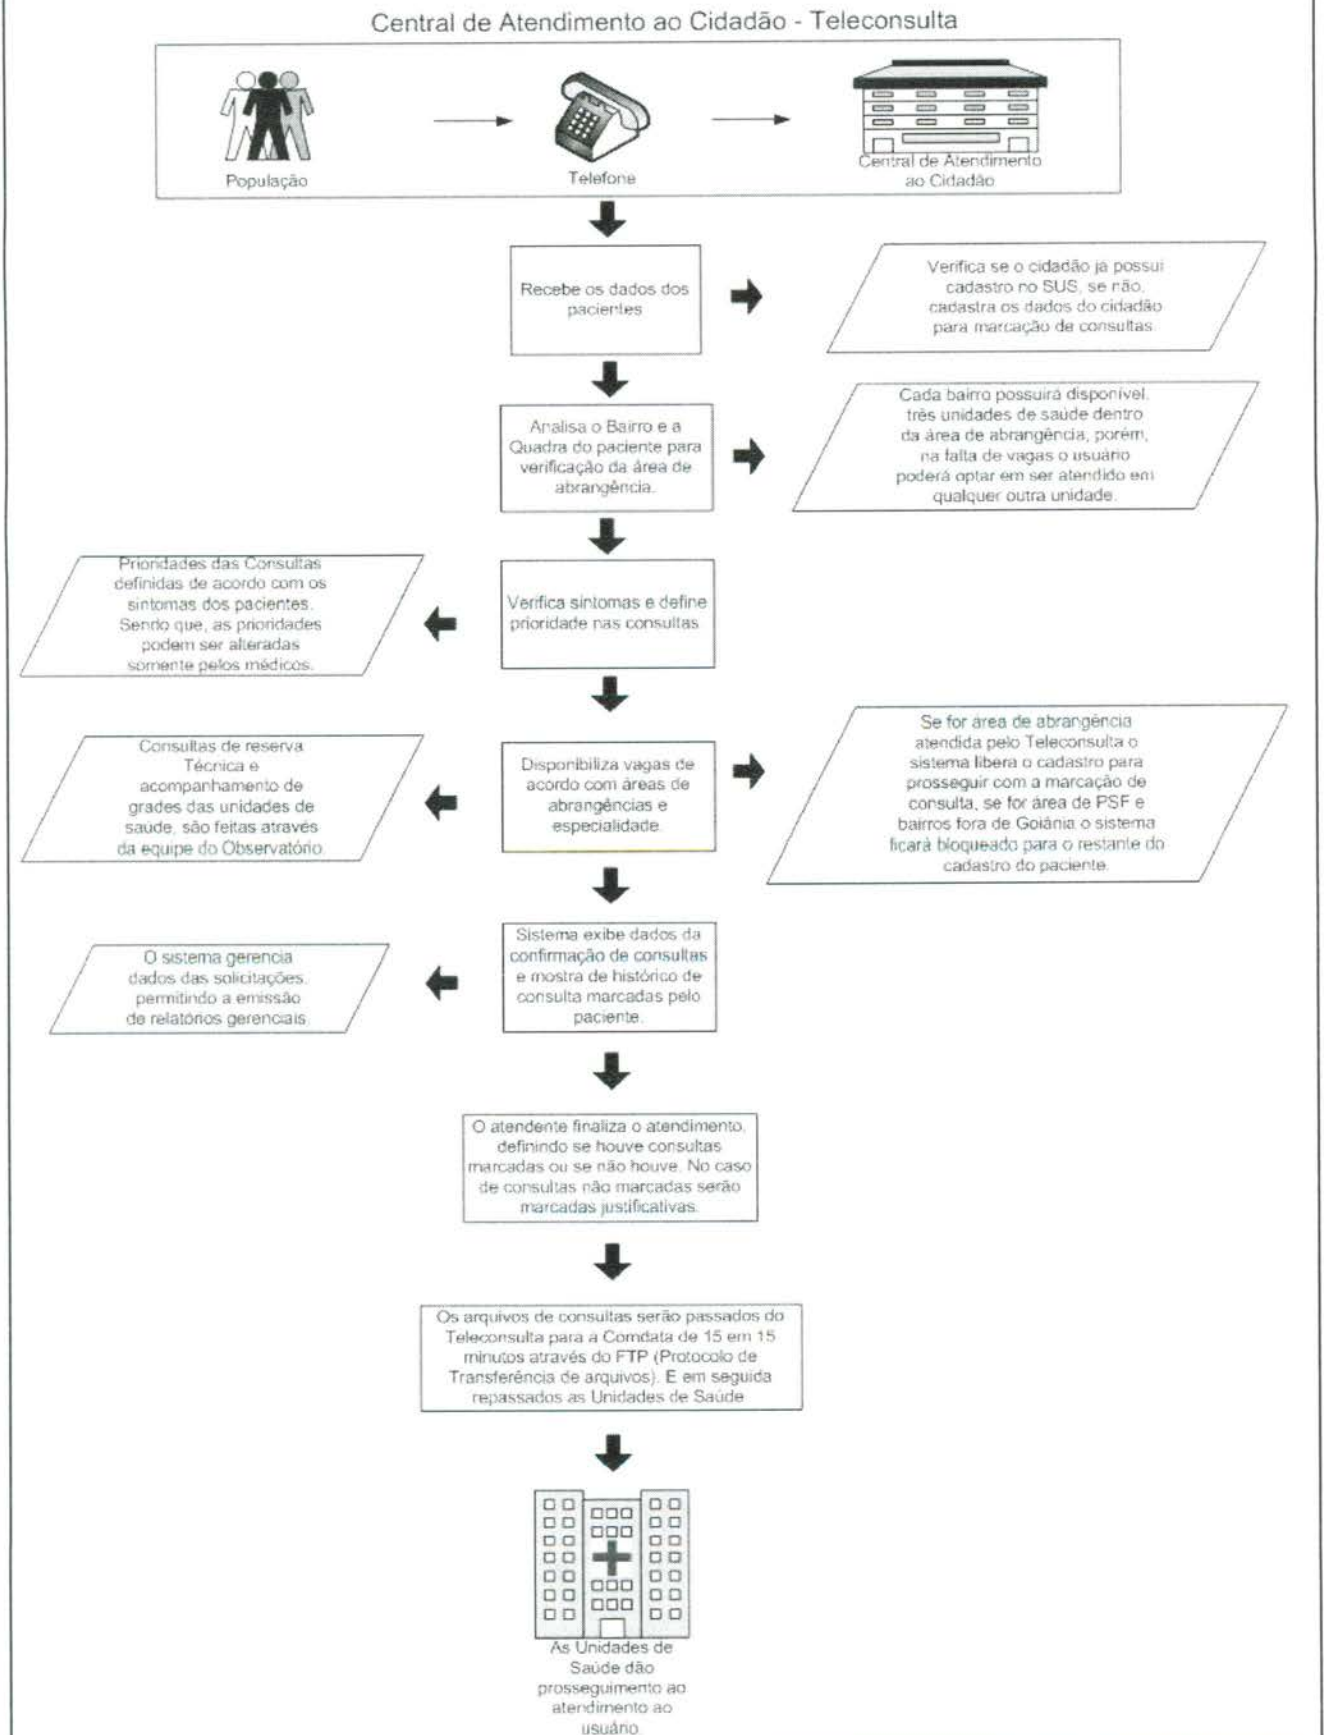 Central de Atendimento ao Cidadão - Teleconsulta
População
Telefone
Central de Atendimento
ao Cidadão
Recebe os dados dos
pacientes
Verifica se o cidadão já possui
cadastro no SUS, se não,
cadastra os dados do cidadão
para marcação de consultas.
Analisa o Bairro e a
Quadra do paciente para
verificação da área de
abrangência.
Cada bairro possuirá disponível,
três unidades de saúde dentro
da área de abrangência, porém,
na falta de vagas o usuário
poderá optar em ser atendido em
qualquer outra unidade.
Prioridades das Consultas
definidas de acordo com os
sintomas dos pacientes.
Sendo que, as prioridades
podem ser alteradas
somente pelos médicos.
Verifica sintomas e define
prioridade nas consultas
Consultas de reserva
Técnica e
acompanhamento de
grades das unidades de
saúde, são feitas através
da equipe do Observatório.
Disponibiliza vagas de
acordo com áreas de
abrangências e
especialidade.
Se for área de abrangência
atendida pelo Teleconsulta o
sistema libera o cadastro para
prosseguir com a marcação de
consulta, se for área de PSF e
bairros fora de Goiânia o sistema
ficará bloqueado para o restante do
cadastro do paciente.
O sistema gerencia
dados das solicitações,
permitindo a emissão
de relatórios gerenciais
Sistema exibe dados da
confirmação de consultas
e mostra de histórico de
consulta marcadas pelo
paciente.
O atendente finaliza o atendimento,
definindo se houve consultas
marcadas ou se não houve. No caso
de consultas não marcadas serão
marcadas justificativas.
Os arquivos de consultas serão passados do
Teleconsulta para a Comdata de 15 em 15
minutos através do FTP (Protocolo de
Transferência de arquivos). E em seguida
repassados as Unidades de Saúde
As Unidades de
Saúde dão
prosseguimento ao
atendimento ao
usuário